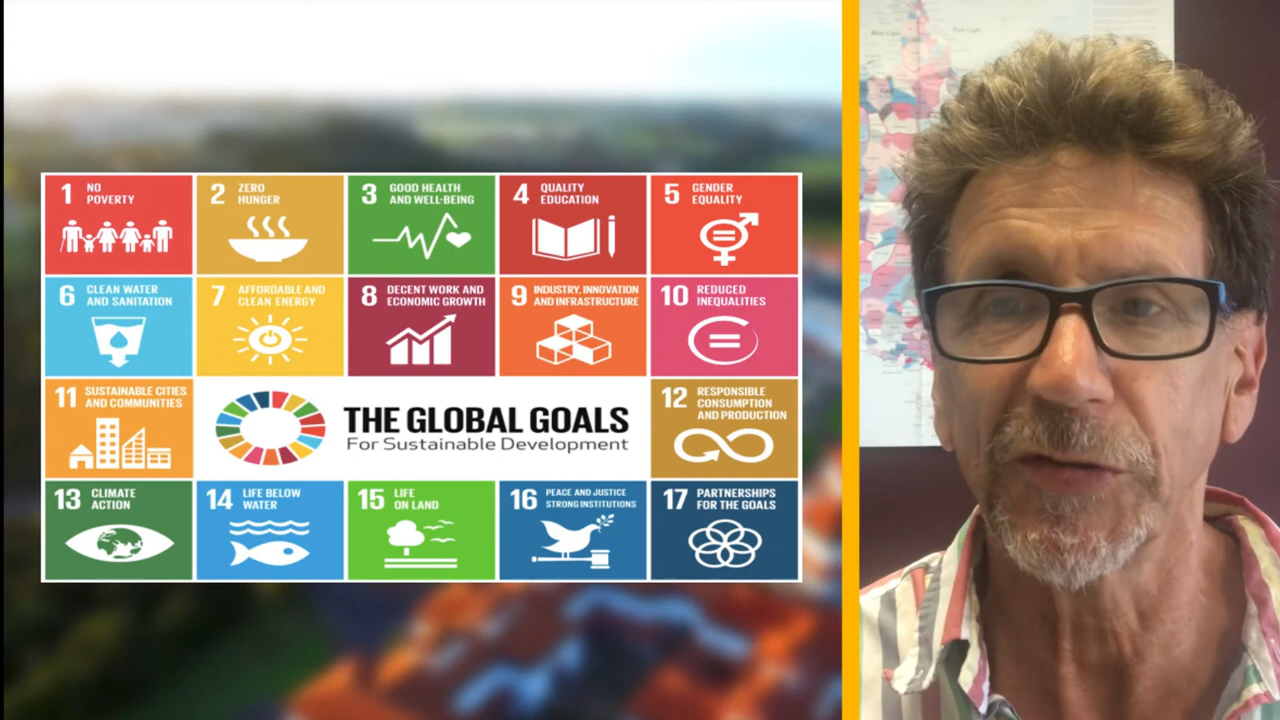 1 NO
POVERTY
2 ZERO
HUNGER
3 GOOD HEALTH
AND WELL-BEING
4 QUALITY
EDUCATION
5 GENDER
EQUALITY
6 CLEAN WATER
AND SANITATION
7 AFFORDABLE AND
CLEAN ENERGY
8 DECENT WORK AND
ECONOMIC GROWTH
9 INDUSTRY, INNOVATION
AND INFRASTRUCTURE
10 REDUCED
INEQUALITIES
11 SUSTAINABLE CITIES
AND COMMUNITIES
THE GLOBAL GOALS
For Sustainable Development
12 RESPONSIBLE
CONSUMPTION
AND PRODUCTION
13 CLIMATE
ACTION
14 LIFE BELOW
WATER
15 LIFE
ON LAND
16 PEACE AND JUSTICE
STRONG INSTITUTIONS
17 PARTNERSHIPS
FOR THE GOALS